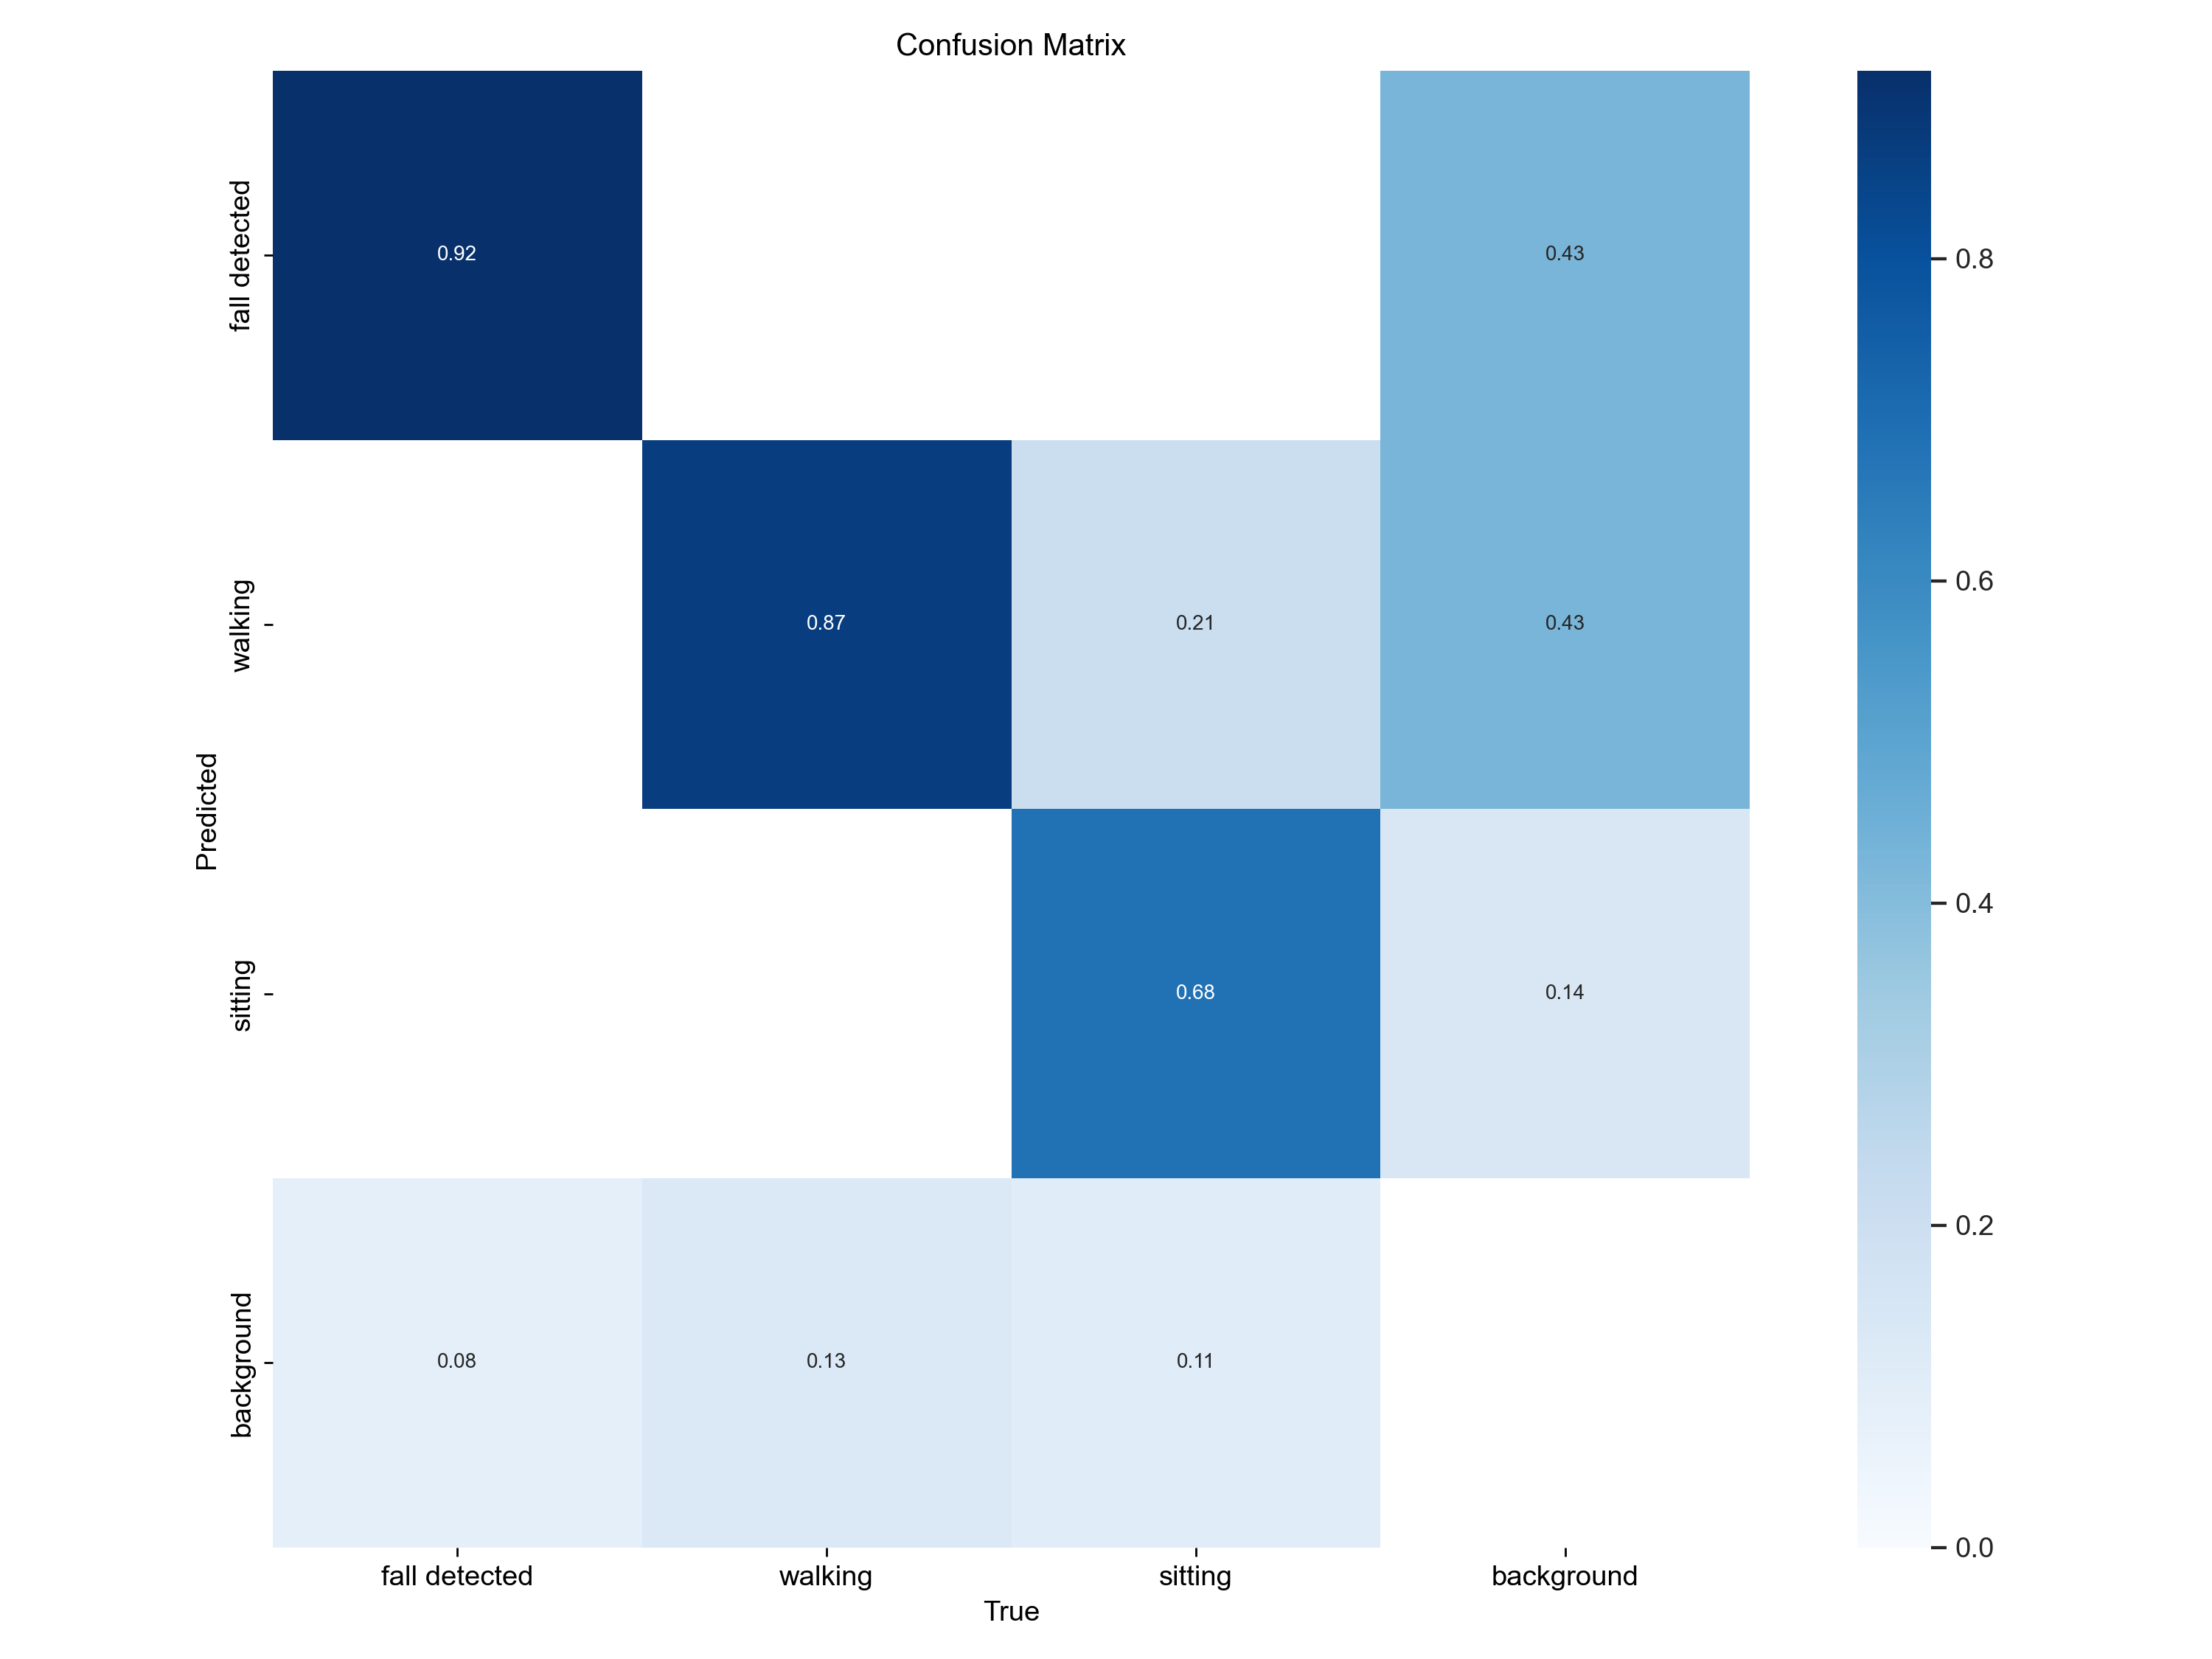 Confusion Matrix
fall detected
0.92
0.43
0.8
walking
0.87
0.21
0.43
0.6
Predicted
sitting
0.68
0.14
0.4
background
0.08
0.13
0.11
0.2
0.0
fall detected
walking
sitting
background
True